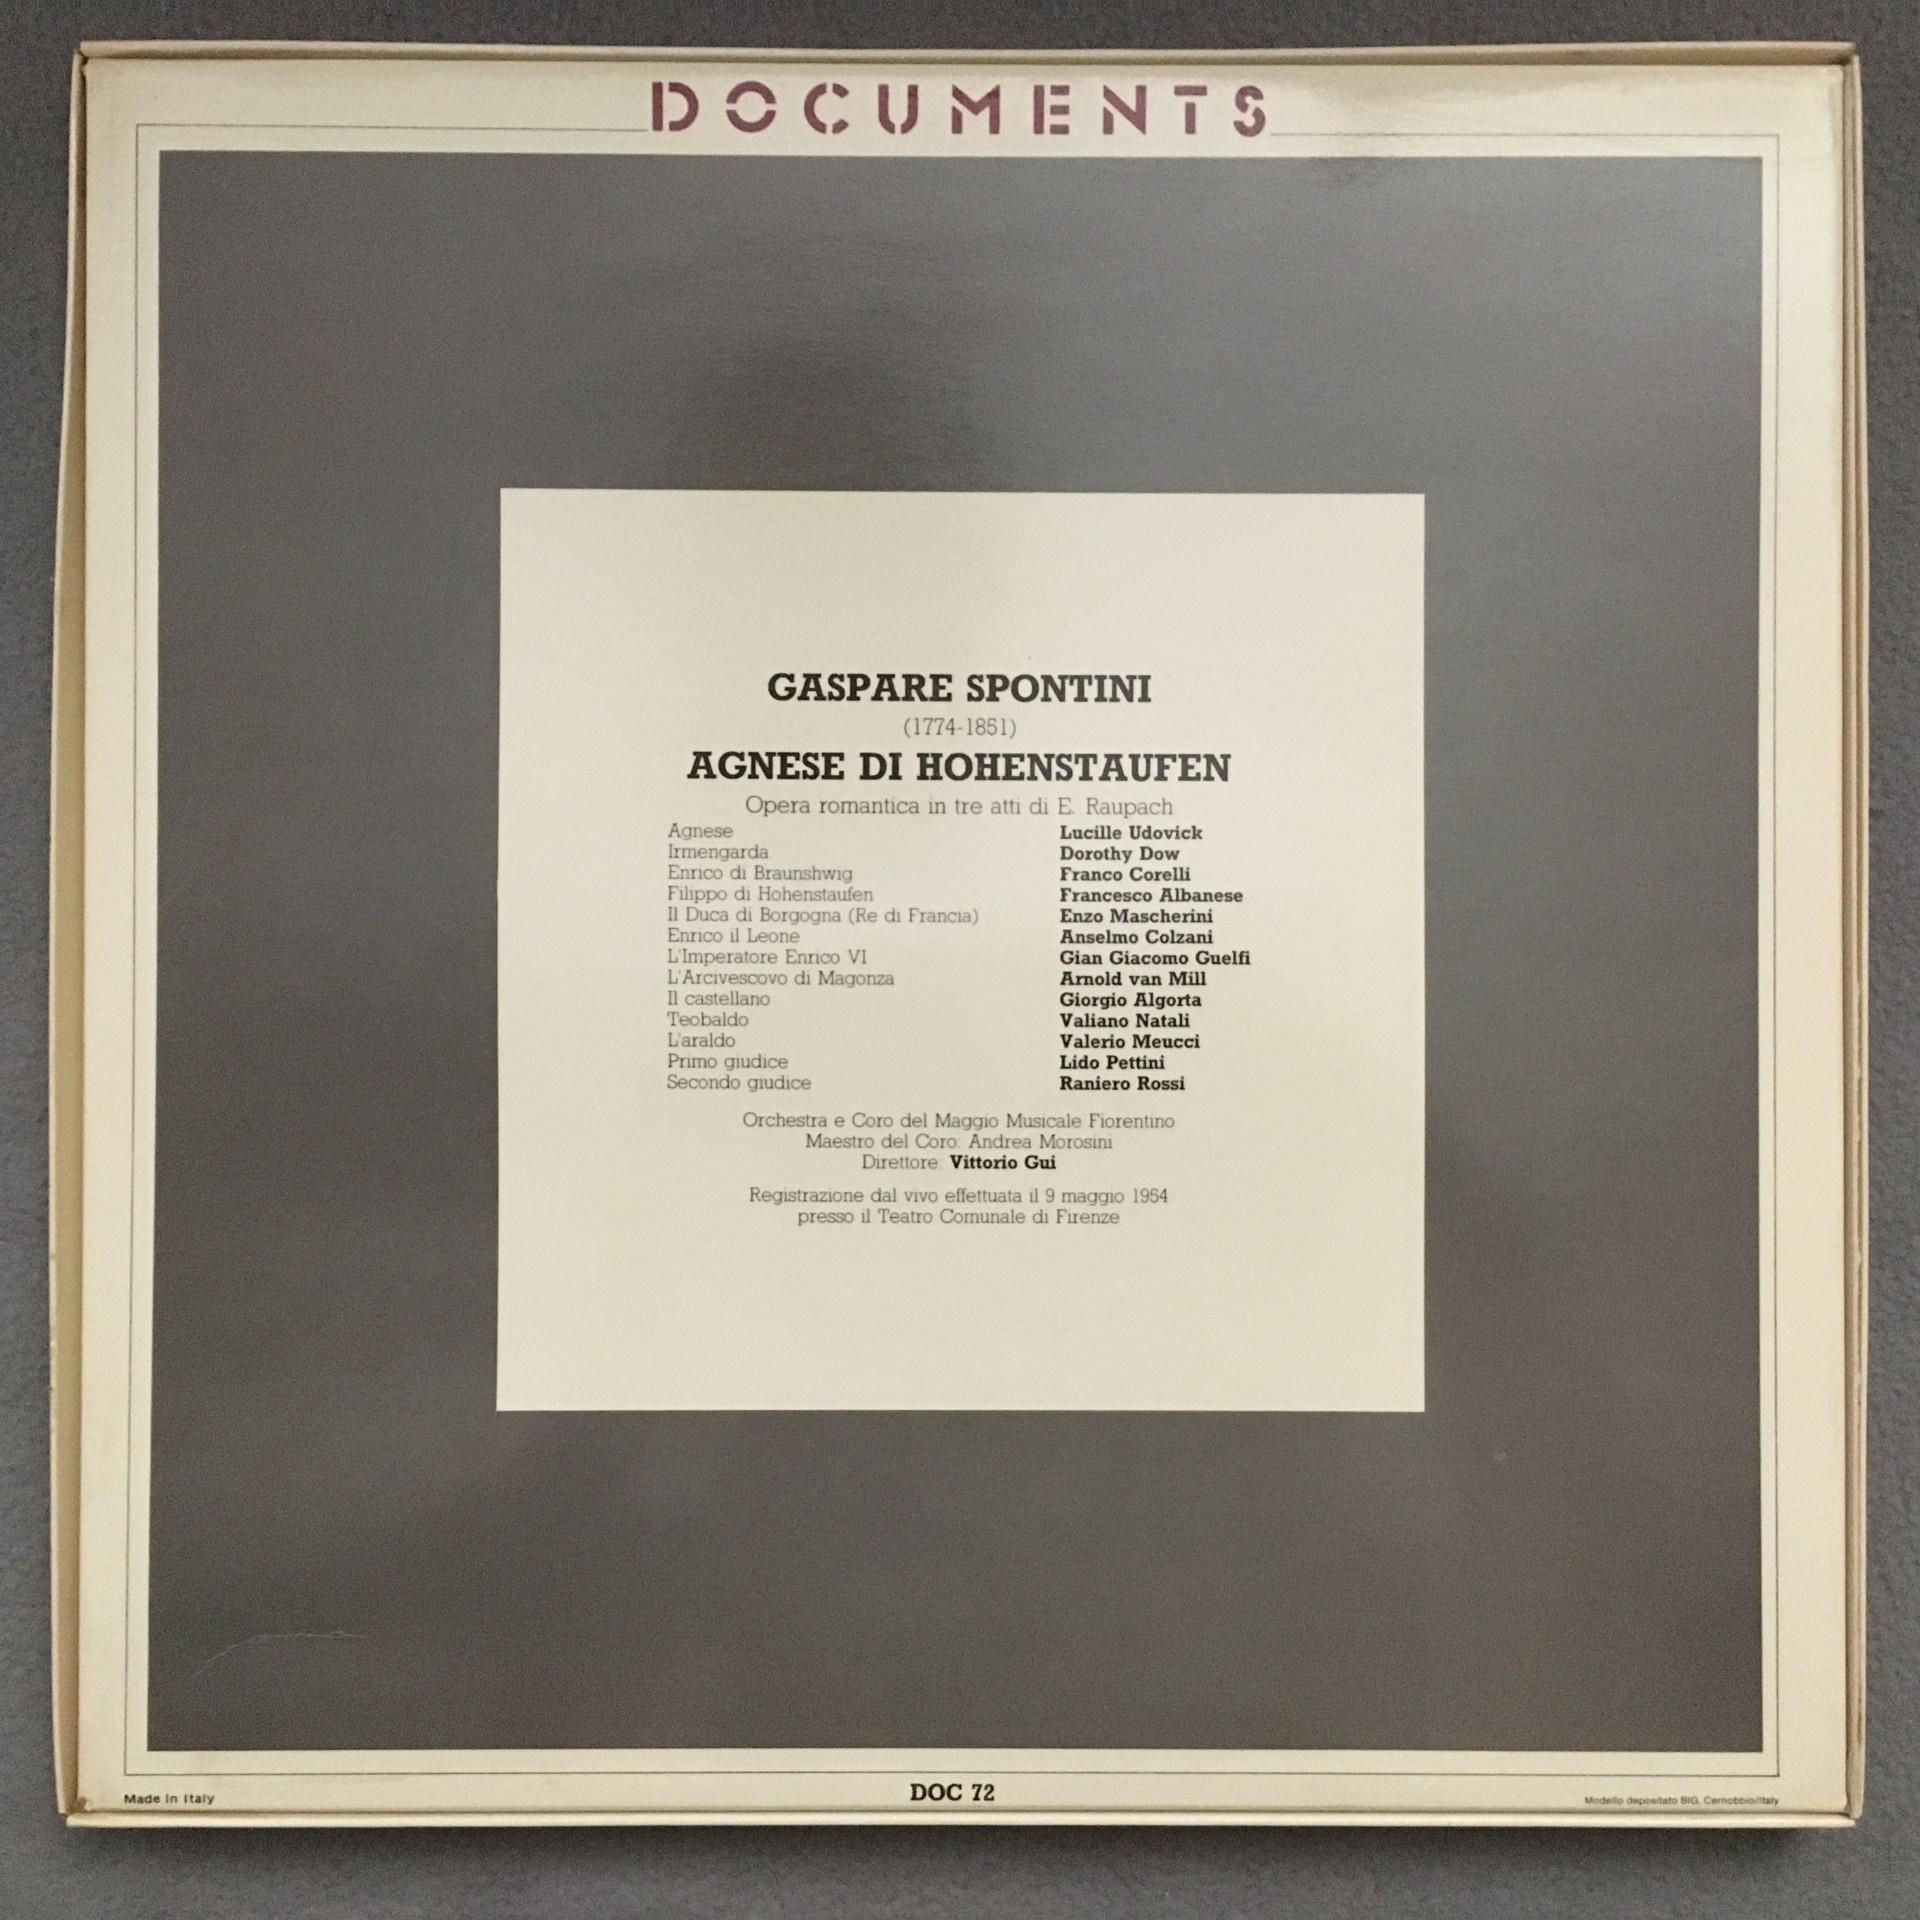 DOCUMENTS
GASPARE SPONTINI
(1774-1851)
AGNESE DI HOHENSTAUFEN
Opera romantica in tre atti di E. Raupach
Agnese Lucille Udovick
Irmengarda Dorothy Dow
Enrico di Braunshwig Franco Corelli
Filippo di Hohenstaufen Francesco Albanese
Il Duca di Borgogna (Re di Francia) Enzo Mascherini
Enrico il Leone Anselmo Colzani
L'Imperatore Enrico VI Gian Giacomo Guelfi
L'Arcivescovo di Magonza Arnold van Mill
Il castellano Giorgio Algorta
Teobaldo Valiano Natali
L'araldo Valerio Meucci
Primo giudice Lido Pettini
Secondo giudice Raniero Rossi
Orchestra e Coro del Maggio Musicale Fiorentino
Maestro del Coro: Andrea Morosini
Direttore: Vittorio Gui
Registrazione dal vivo effettuata il 9 maggio 1954
presso il Teatro Comunale di Firenze
Made in Italy DOC 72 Modello depositato BIG, Cernobbio/Italy